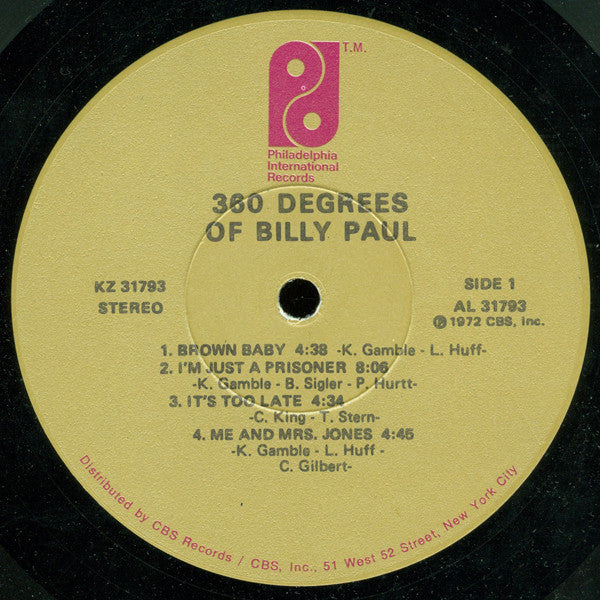 T.M.
Philadelphia
International
Records
360 DEGREES
OF BILLY PAUL
KZ 31793
STEREO
SIDE 1
AL 31793
Ⓟ 1972 CBS, Inc.
1. BROWN BABY 4:38 -K. Gamble - L. Huff-
2. I'M JUST A PRISONER 8:06
-K. Gamble - B. Sigler - P. Hurtt-
3. IT'S TOO LATE 4:34
-C. King - T. Stern-
4. ME AND MRS. JONES 4:45
-K. Gamble - L. Huff -
C. Gilbert-
Distributed by CBS Records / CBS, Inc., 51 West 52 Street, New York City